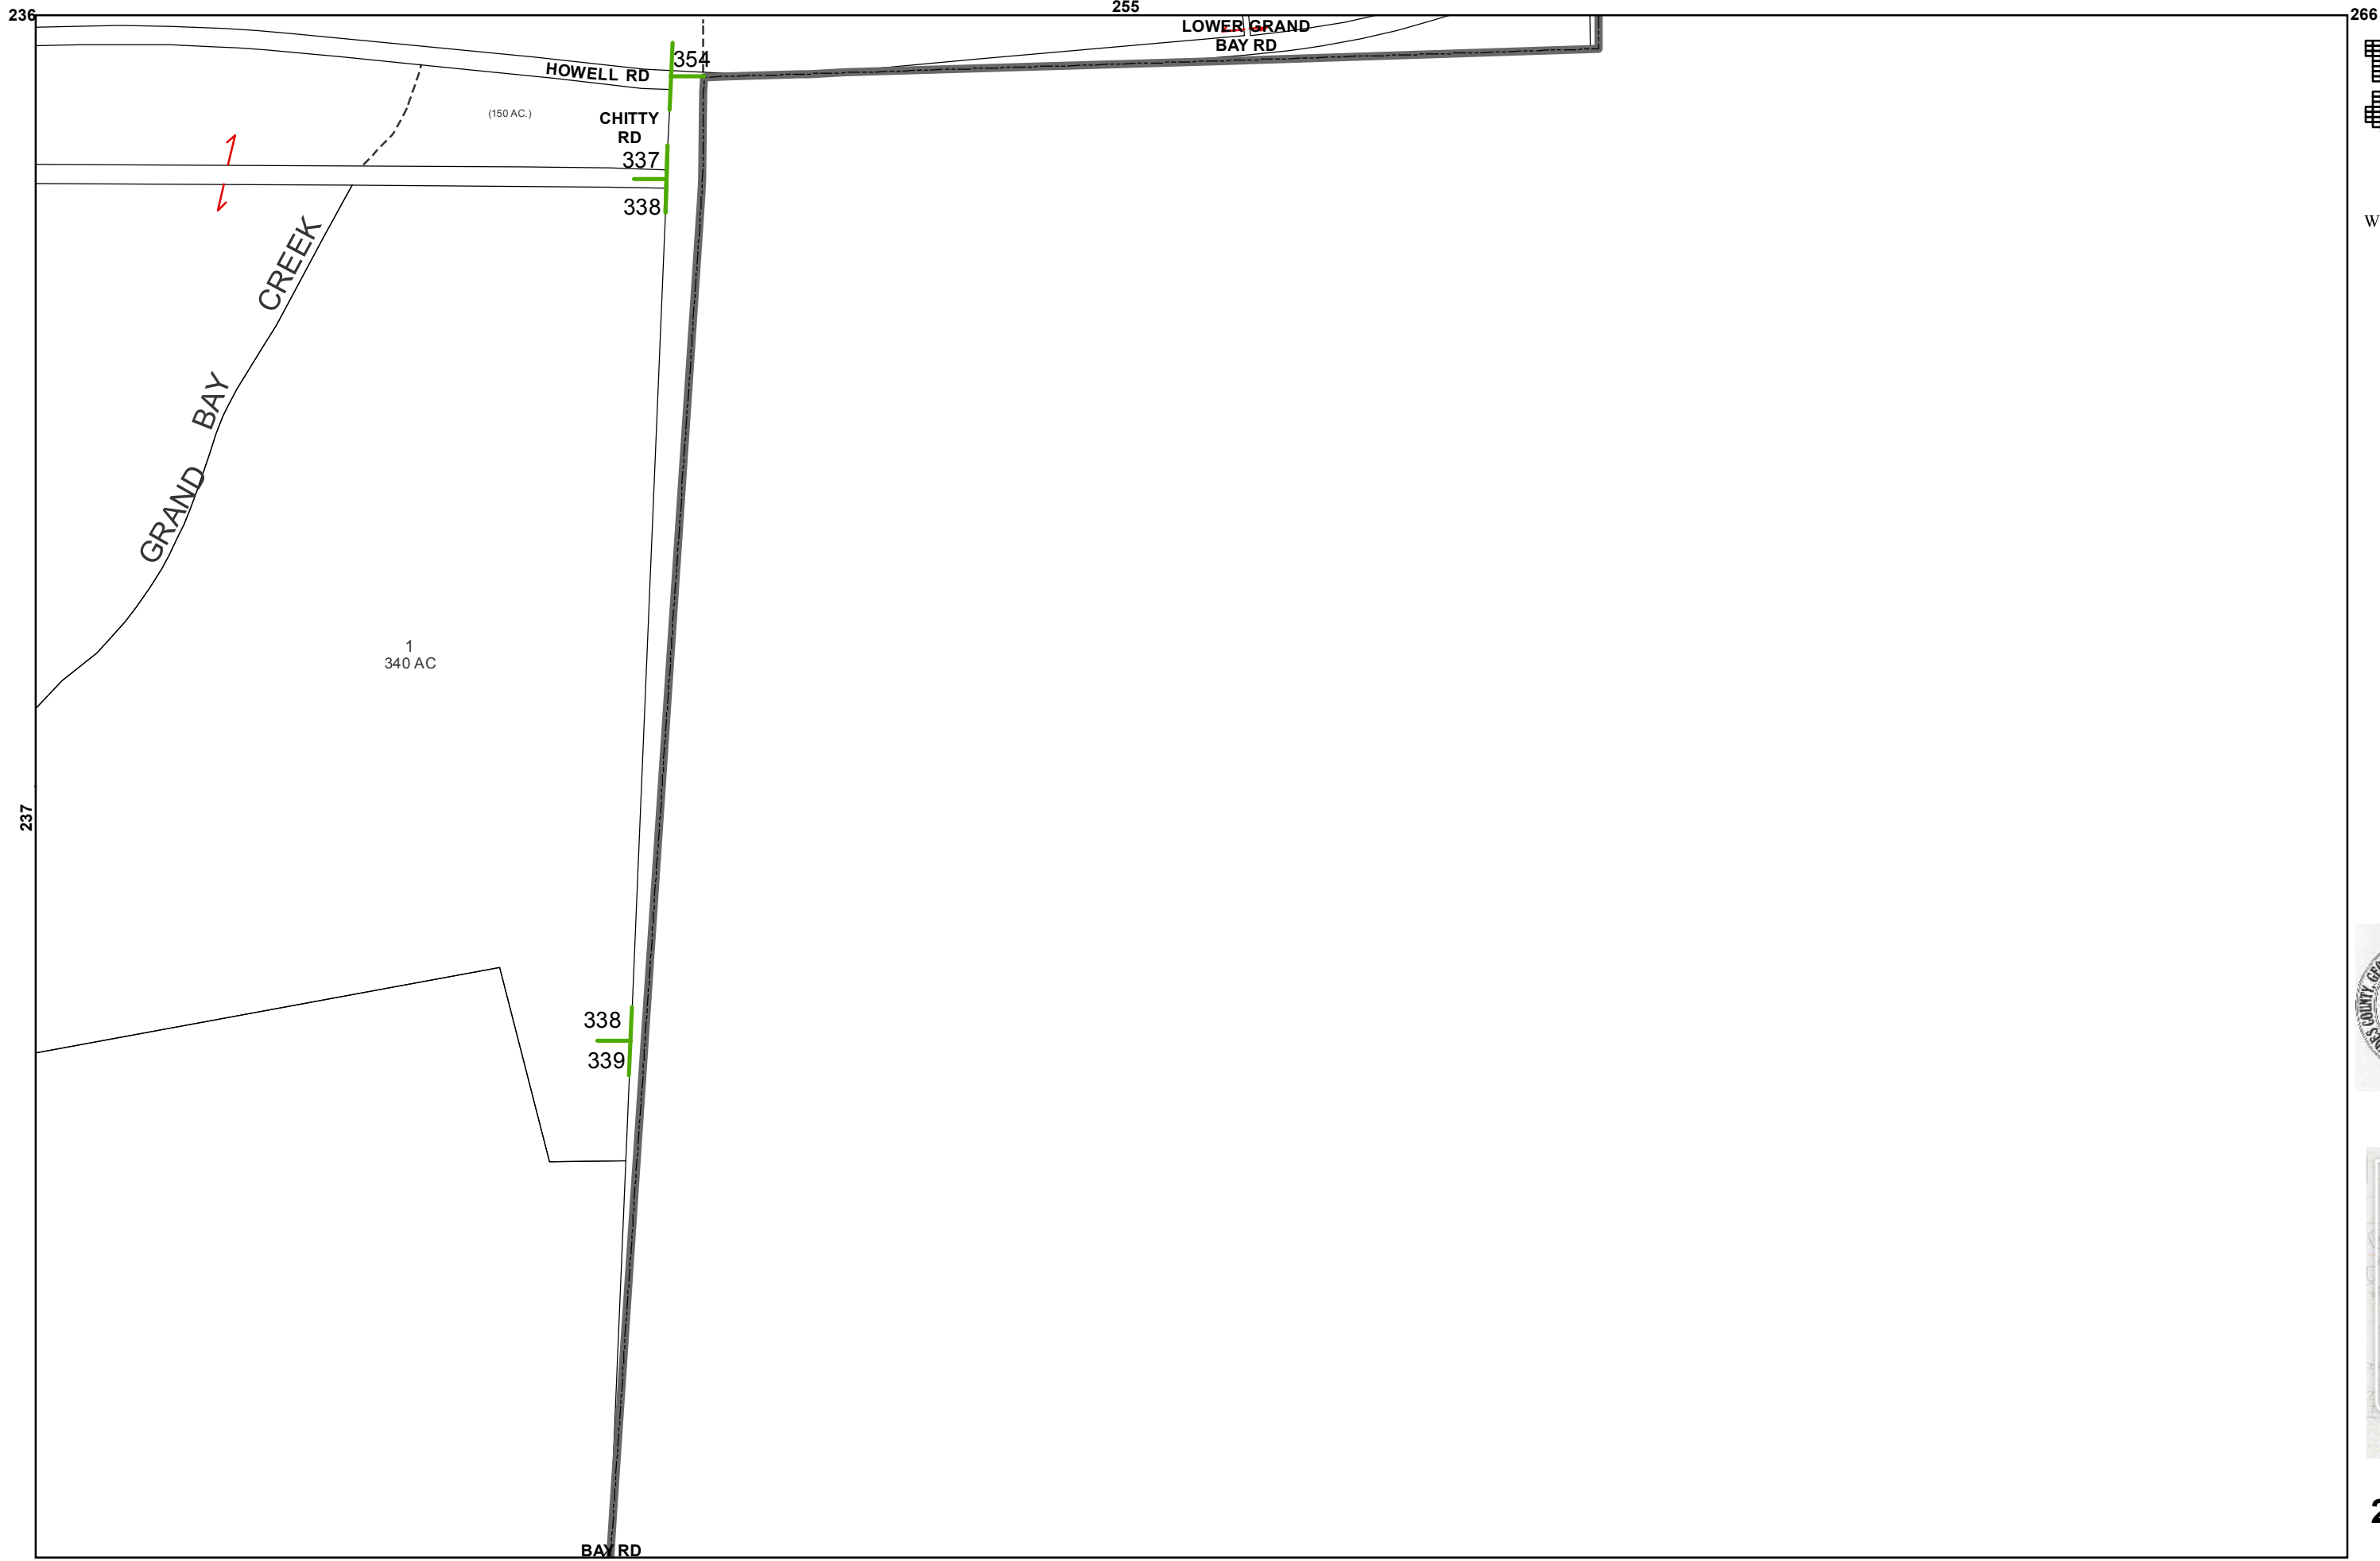 236
255
266
LOWER GRAND
BAY RD
354
HOWELL RD
(150 AC.)
CHITTY
RD
337
338
W
CREEK
BAY
GRAND
1
340 AC
237
338
339
COUNTY,
BAY RD